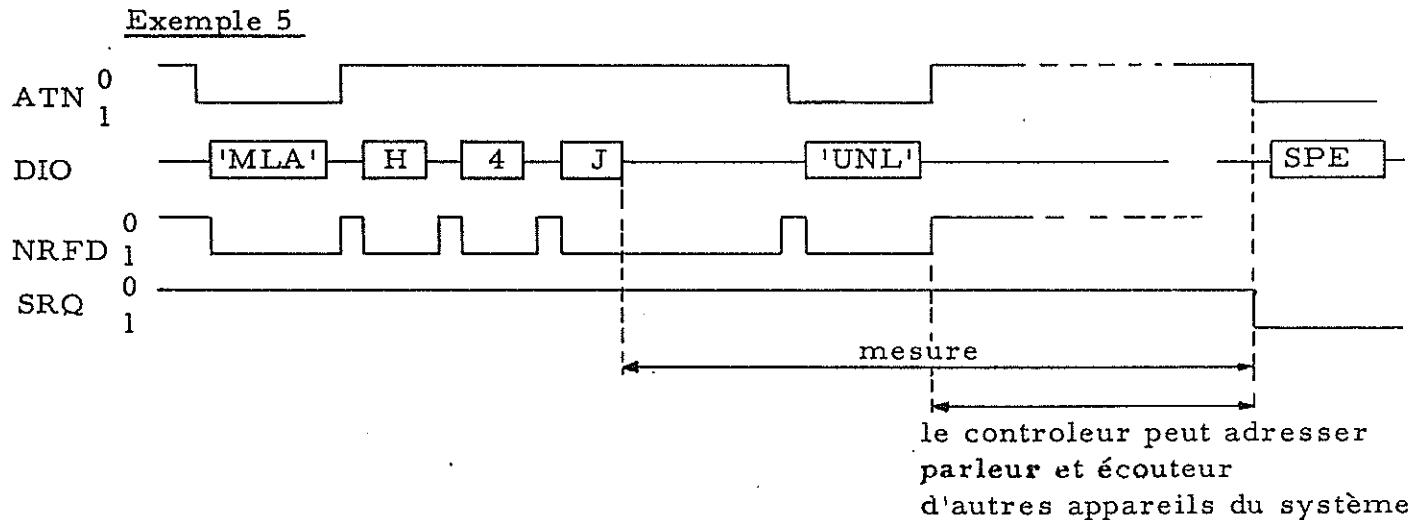 Exemple 5
0
ATN
1
DIO 'MLA' H 4 J 'UNL' SPE
0
NRFD 1
0
SRQ
1
mesure
le controleur peut adresser
parleur et écouteur
d'autres appareils du système